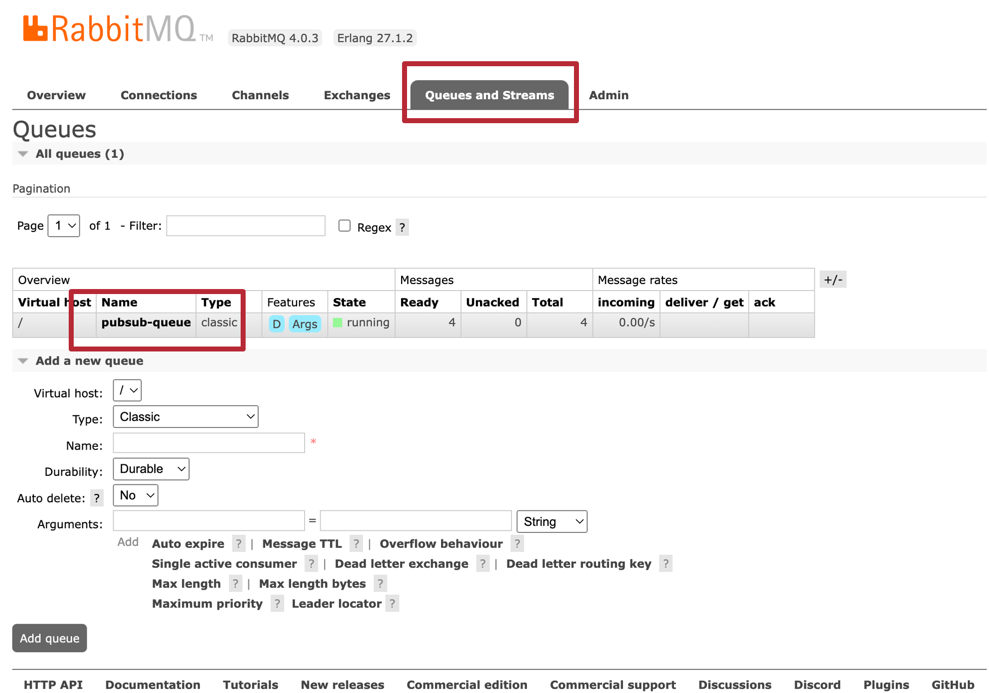 RabbitMQ TM RabbitMQ 4.0.3 Erlang 27.1.2
Overview Connections Channels Exchanges Queues and Streams Admin
Queues
All queues (1)
Pagination
Page 1 of 1 - Filter: Regex ?
Overview Messages Message rates +/-
Virtual host Name Type Features State Ready Unacked Total incoming deliver / get ack
/ pubsub-queue classic D Args running 4 0 4 0.00/s
Add a new queue
Virtual host: /
Type: Classic
Name: *
Durability: Durable
Auto delete: ? No
Arguments: = String
Add Auto expire ? | Message TTL ? | Overflow behaviour ?
Single active consumer ? | Dead letter exchange ? | Dead letter routing key ?
Max length ? | Max length bytes ?
Maximum priority ? Leader locator ?
Add queue
HTTP API Documentation Tutorials New releases Commercial edition Commercial support Discussions Discord Plugins GitHub